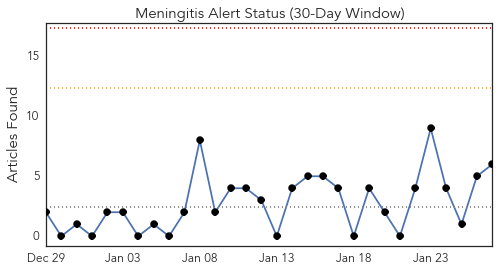 Meningitis Alert Status (30-Day Window)
Articles Found
15
10
5
0
Dec 29 Jan 03 Jan 08 Jan 13 Jan 18 Jan 23